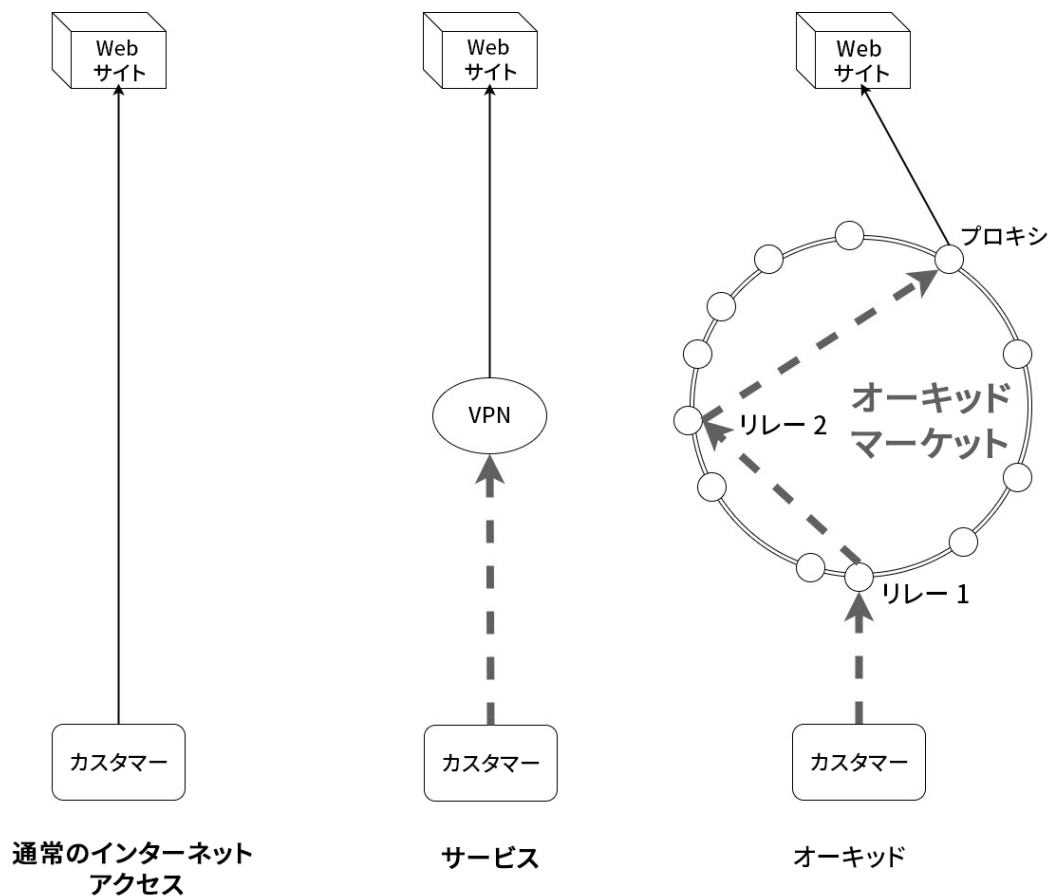 Web
サイト
Web
サイト
Web
サイト
プロキシ
オーキッド
マーケット
VPN
リレー 2
リレー 1
カスタマー
カスタマー
カスタマー
通常のインターネット
アクセス
サービス
オーキッド